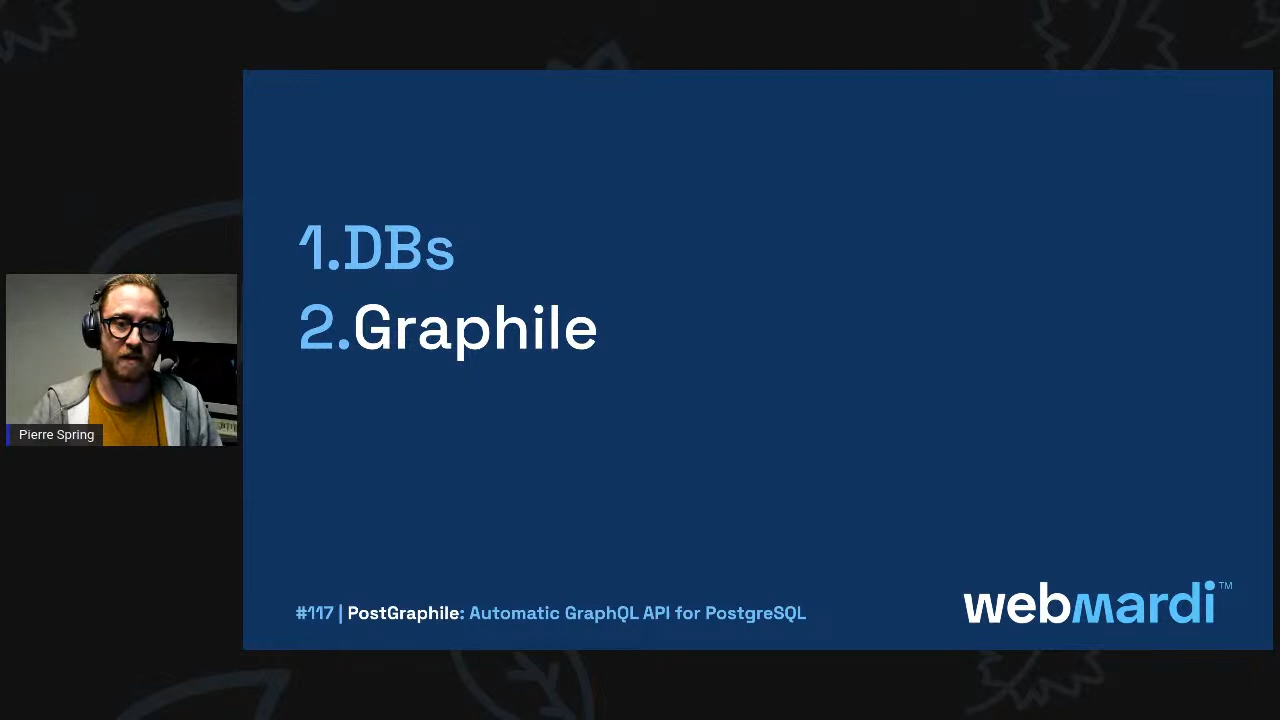 1.DBs
2.Graphile
Pierre Spring
#117 | PostGraphile: Automatic GraphQL API for PostgreSQL
webmardi™